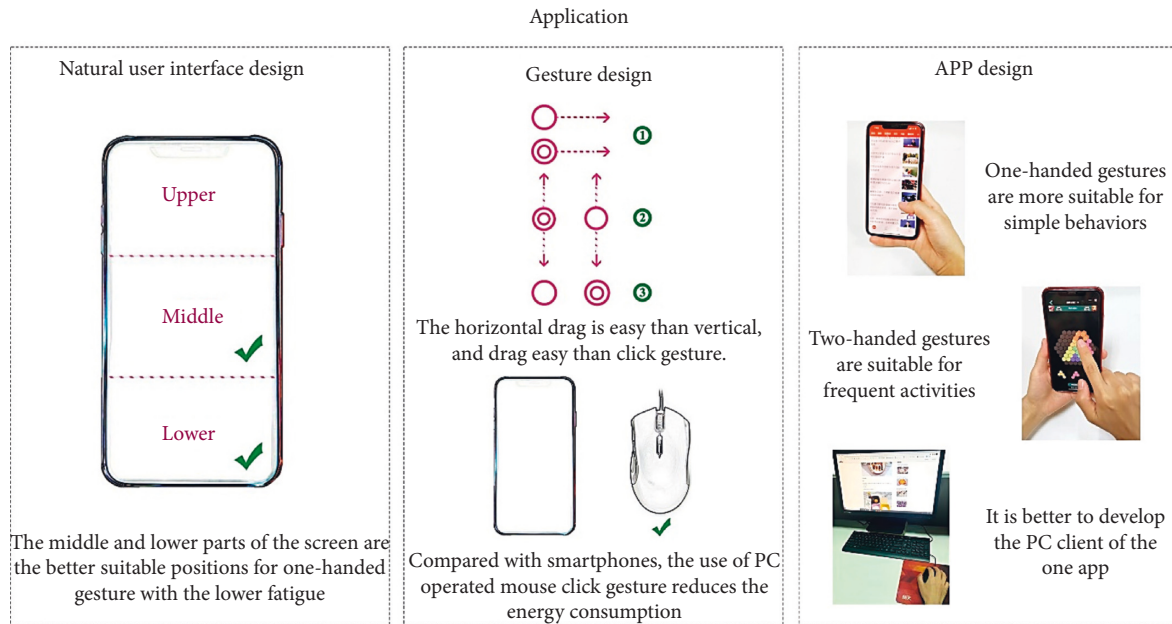 Application
Natural user interface design
Upper
Middle
Lower
The middle and lower parts of the screen are
the better suitable positions for one-handed
gesture with the lower fatigue
Gesture design
1
2
3
The horizontal drag is easy than vertical,
and drag easy than click gesture.
Compared with smartphones, the use of PC
operated mouse click gesture reduces the
energy consumption
APP design
One-handed gestures
are more suitable for
simple behaviors
Two-handed gestures
are suitable for
frequent activities
It is better to develop
the PC client of the
one app